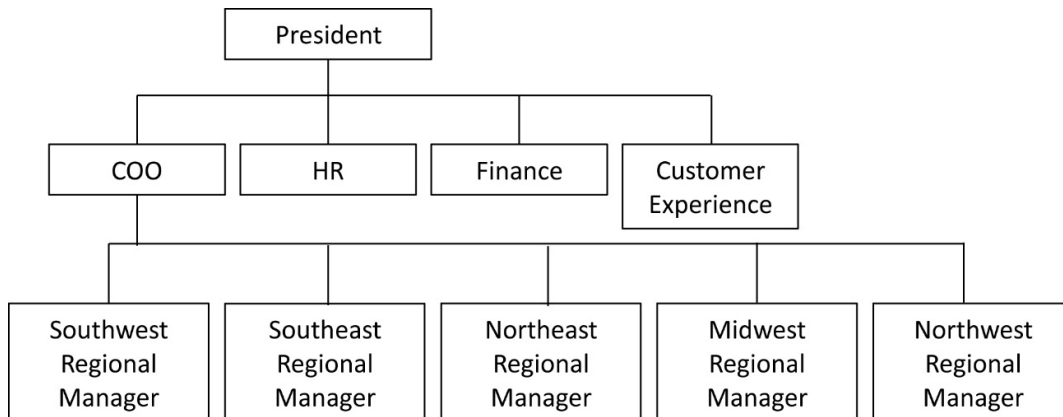 President
COO
HR
Finance
Customer
Experience
Southwest
Regional
Manager
Southeast
Regional
Manager
Northeast
Regional
Manager
Midwest
Regional
Manager
Northwest
Regional
Manager